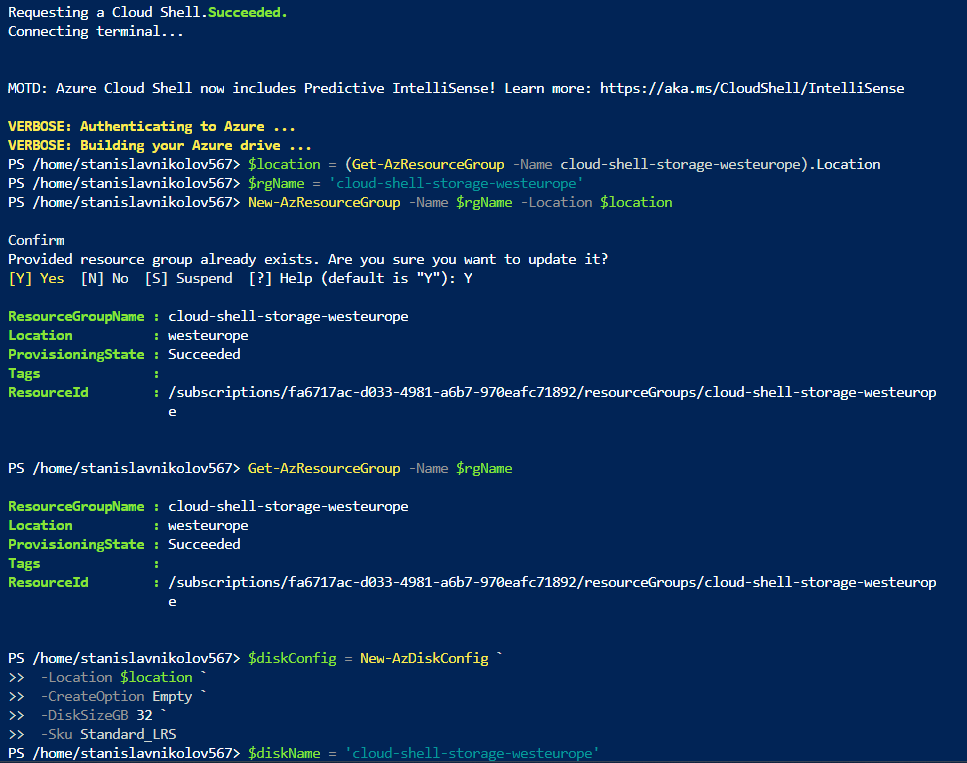 Requesting a Cloud Shell.Succeeded.
Connecting terminal...
MOTD: Azure Cloud Shell now includes Predictive IntelliSense! Learn more: https://aka.ms/CloudShell/IntelliSense
VERBOSE: Authenticating to Azure ...
VERBOSE: Building your Azure drive ...
PS /home/stanislavnikolov567> $location = (Get-AzResourceGroup -Name cloud-shell-storage-westeurope).Location
PS /home/stanislavnikolov567> $rgName = 'cloud-shell-storage-westeurope'
PS /home/stanislavnikolov567> New-AzResourceGroup -Name $rgName -Location $location
Confirm
Provided resource group already exists. Are you sure you want to update it?
[Y] Yes  [N] No  [S] Suspend  [?] Help (default is "Y"): Y
ResourceGroupName : cloud-shell-storage-westeurope
Location          : westeurope
ProvisioningState : Succeeded
Tags              :
ResourceId        : /subscriptions/fa6717ac-d033-4981-a6b7-970eafc71892/resourceGroups/cloud-shell-storage-westeurop
                    e
PS /home/stanislavnikolov567> Get-AzResourceGroup -Name $rgName
ResourceGroupName : cloud-shell-storage-westeurope
Location          : westeurope
ProvisioningState : Succeeded
Tags              :
ResourceId        : /subscriptions/fa6717ac-d033-4981-a6b7-970eafc71892/resourceGroups/cloud-shell-storage-westeurop
                    e
PS /home/stanislavnikolov567> $diskConfig = New-AzDiskConfig `
>>  -Location $location `
>>  -CreateOption Empty `
>>  -DiskSizeGB 32 `
>>  -Sku Standard_LRS
PS /home/stanislavnikolov567> $diskName = 'cloud-shell-storage-westeurope'